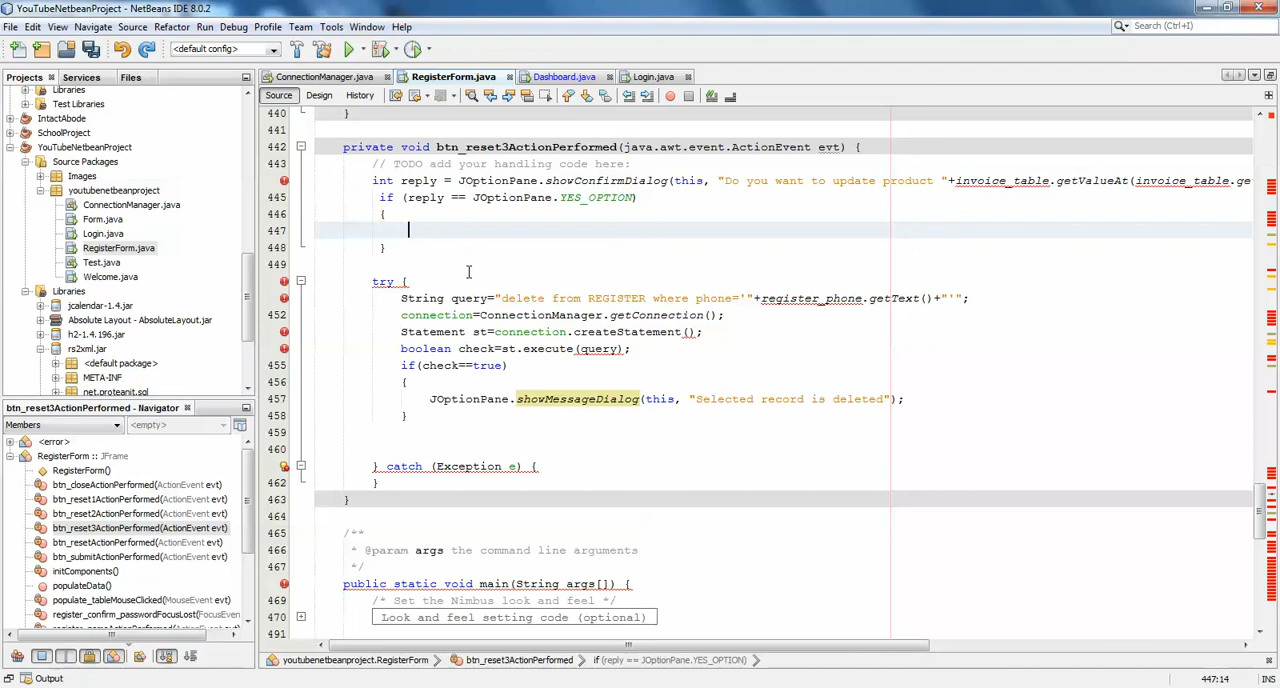 YouTubeNetbeanProject - NetBeans IDE 8.0.2
File Edit View Navigate Source Refactor Run Debug Profile Team Tools Window Help
Search (Ctrl+I)
<default config>
Projects Services Files
ConnectionManager.java RegisterForm.java Dashboard.java Login.java
Source Design History
Libraries
Test Libraries
IntactAbode
SchoolProject
YouTubeNetbeanProject
Source Packages
Images
youtubenetbeanproject
ConnectionManager.java
Form.java
Login.java
RegisterForm.java
Test.java
Welcome.java
Libraries
jcalendar-1.4.jar
Absolute Layout - AbsoluteLayout.jar
h2-1.4.196.jar
rs2xml.jar
<default package>
META-INF
net.proteanit.sql
btn_reset3ActionPerformed - Navigator
Members <empty>
<error>
RegisterForm :: JFrame
RegisterForm()
btn_closeActionPerformed(ActionEvent evt)
btn_reset1ActionPerformed(ActionEvent evt)
btn_reset2ActionPerformed(ActionEvent evt)
btn_reset3ActionPerformed(ActionEvent evt)
btn_resetActionPerformed(ActionEvent evt)
btn_submitActionPerformed(ActionEvent evt)
initComponents()
populateData()
populate_tableMouseClicked(MouseEvent evt)
register_confirm_passwordFocusLost(FocusEven
440 }
441
442 private void btn_reset3ActionPerformed(java.awt.event.ActionEvent evt) {
443 // TODO add your handling code here:
int reply = JOptionPane.showConfirmDialog(this, "Do you want to update product "+invoice_table.getValueAt(invoice_table.ge
445 if (reply == JOptionPane.YES_OPTION)
446 {
447
448 }
449
try {
String query="delete from REGISTER where phone='"+register_phone.getText()+"'";
452 connection=ConnectionManager.getConnection();
Statement st=connection.createStatement();
boolean check=st.execute(query);
455 if(check==true)
456 {
457 JOptionPane.showMessageDialog(this, "Selected record is deleted");
458 }
459
460
} catch (Exception e) {
462 }
463 }
464
465 /**
466 * @param args the command line arguments
467 */
public static void main(String args[]) {
469 /* Set the Nimbus look and feel */
470 Look and feel setting code (optional)
491
youtubenetbeanproject.RegisterForm btn_reset3ActionPerformed if (reply == JOptionPane.YES_OPTION)
Output
447:14 INS